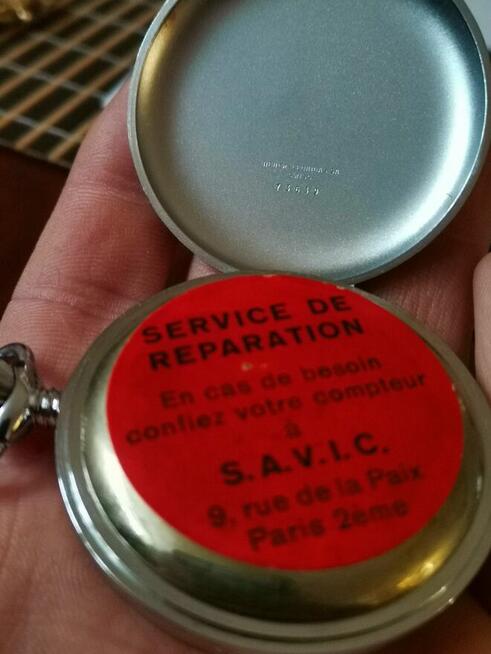 SERVICE DE
REPARATION
En cas de besoin
confiez votre compteur
à
S.A.V.I.C.
9, rue de la Paix
Paris 2ème